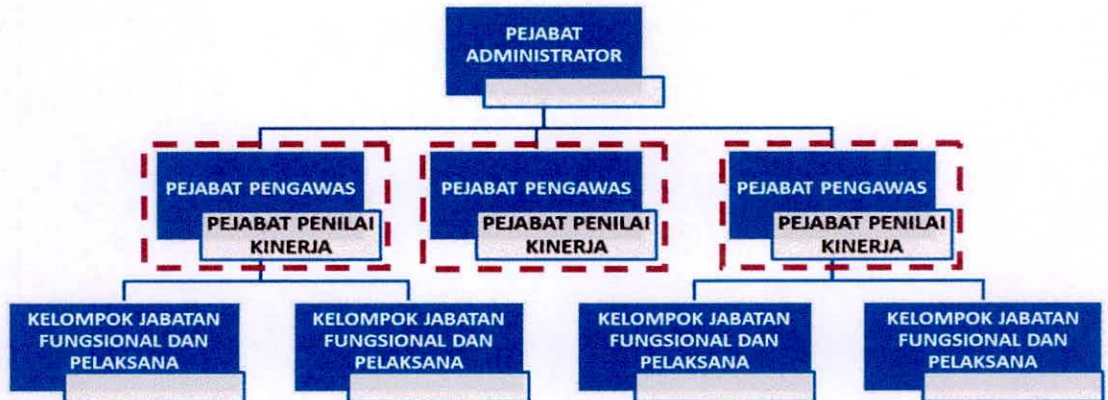 PEJABAT
ADMINISTRATOR
PEJABAT PENGAWAS
PEJABAT PENILAI
KINERJA
PEJABAT PENGAWAS
PEJABAT PENILAI
KINERJA
PEJABAT PENGAWAS
PEJABAT PENILAI
KINERJA
KELOMPOK JABATAN
FUNGSIONAL DAN
PELAKSANA
KELOMPOK JABATAN
FUNGSIONAL DAN
PELAKSANA
KELOMPOK JABATAN
FUNGSIONAL DAN
PELAKSANA
KELOMPOK JABATAN
FUNGSIONAL DAN
PELAKSANA